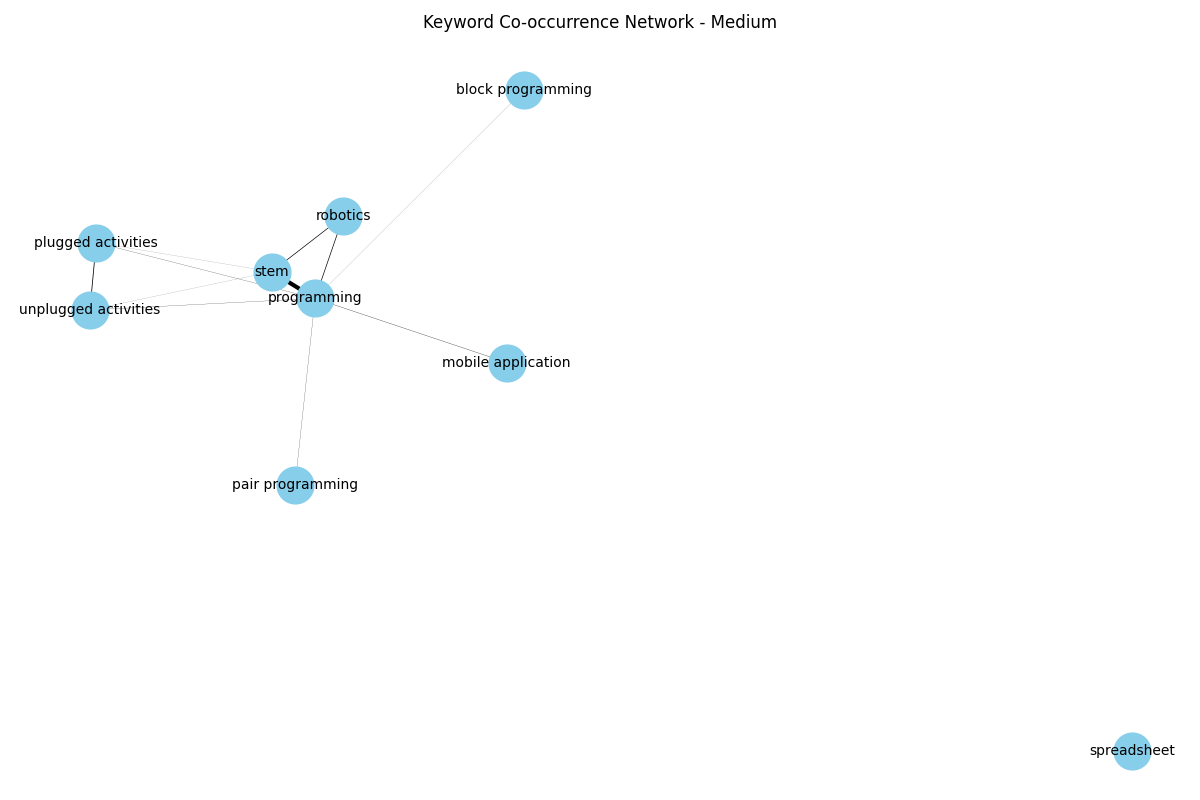 Keyword Co-occurrence Network - Medium
block programming
robotics
plugged activities
stem
programming
unplugged activities
mobile application
pair programming
spreadsheet